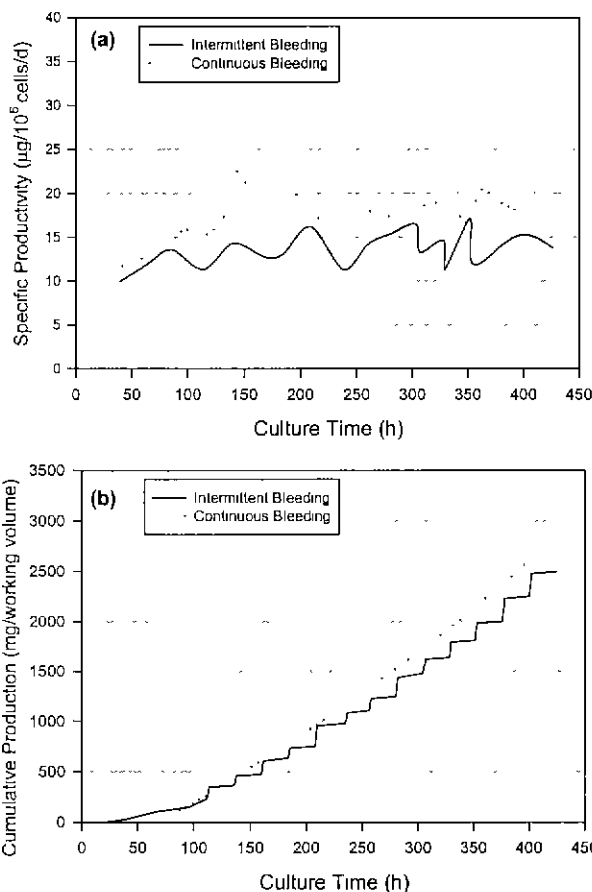 (a)
Intermittent Bleeding
Continuous Bleeding
Specific Productivity (µg/10⁶ cells/d)
40
35
30
25
20
15
10
5
0
0 50 100 150 200 250 300 350 400 450
Culture Time (h)
(b)
Intermittent Bleeding
Continuous Bleeding
Cumulative Production (mg/working volume)
3500
3000
2500
2000
1500
1000
500
0
0 50 100 150 200 250 300 350 400 450
Culture Time (h)